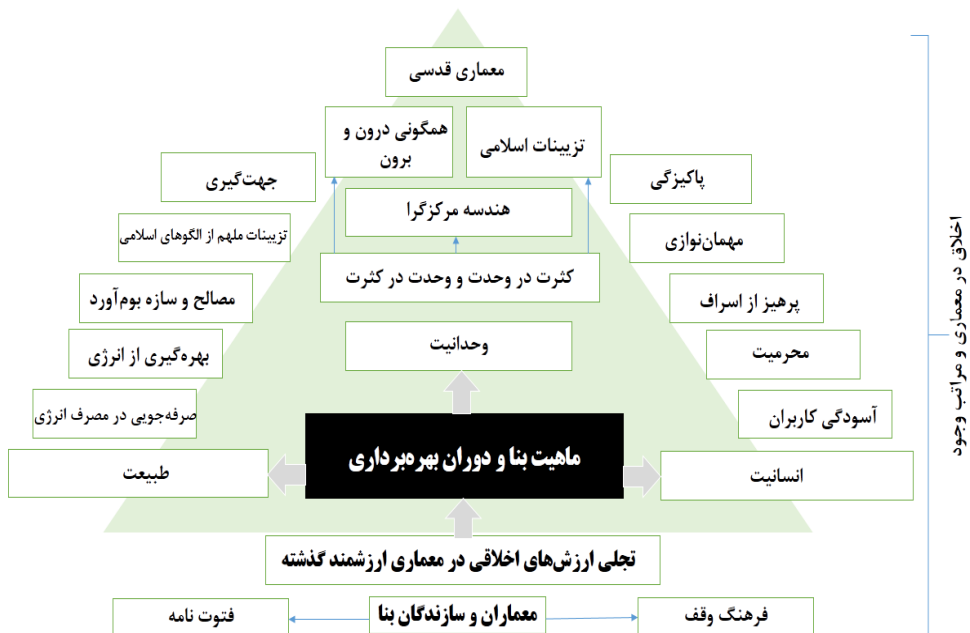 معماری قدسی
تزیینات اسلامی
همگونی درون و
برون
پاکیزگی
جهت‌گیری
هندسه مرکزگرا
مهمان‌نوازی
تزیینات ملهم از الگوهای اسلامی
کثرت در وحدت و وحدت در کثرت
پرهیز از اسراف
مصالح و سازه بوم‌آورد
وحدانیت
محرمیت
بهره‌گیری از انرژی
آسودگی کاربران
صرفه‌جویی در مصرف انرژی
ماهیت بنا و دوران بهره‌برداری
انسانیت
طبیعت
تجلی ارزش‌های اخلاقی در معماری ارزشمند گذشته
فرهنگ وقف
معماران و سازندگان بنا
فتوت نامه
اخلاق در معماری و مراتب وجود